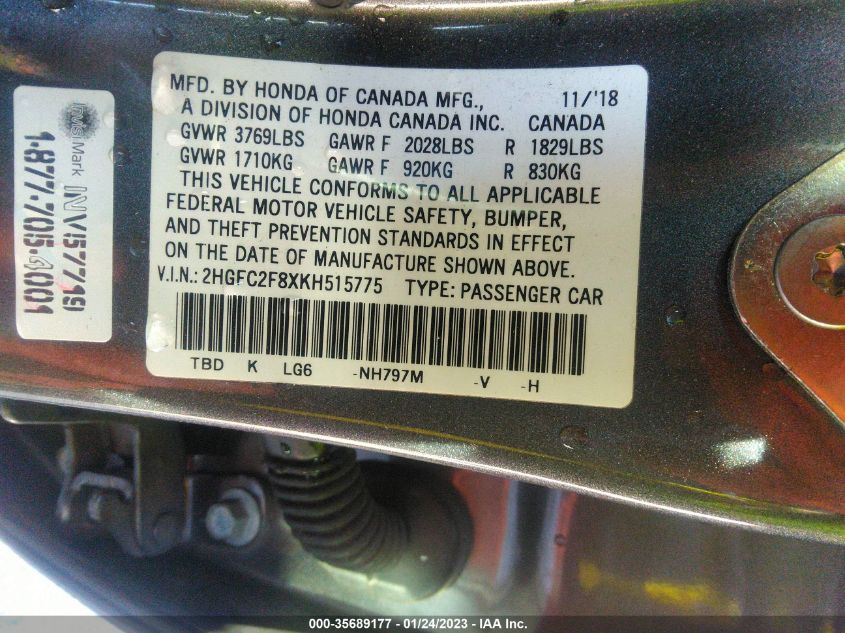 MFD. BY HONDA OF CANADA MFG., 11/'18
A DIVISION OF HONDA CANADA INC. CANADA
GVWR 3769LBS GAWR F 2028LBS R 1829LBS
GVWR 1710KG GAWR F 920KG R 830KG
THIS VEHICLE CONFORMS TO ALL APPLICABLE
FEDERAL MOTOR VEHICLE SAFETY, BUMPER,
AND THEFT PREVENTION STANDARDS IN EFFECT
ON THE DATE OF MANUFACTURE SHOWN ABOVE.
V.I.N.: 2HGFC2F8XKH515775 TYPE: PASSENGER CAR
TBD K LG6 -NH797M -V -H
INV57719
1-877-705-4001
000-35689177 - 01/24/2023 - IAA Inc.